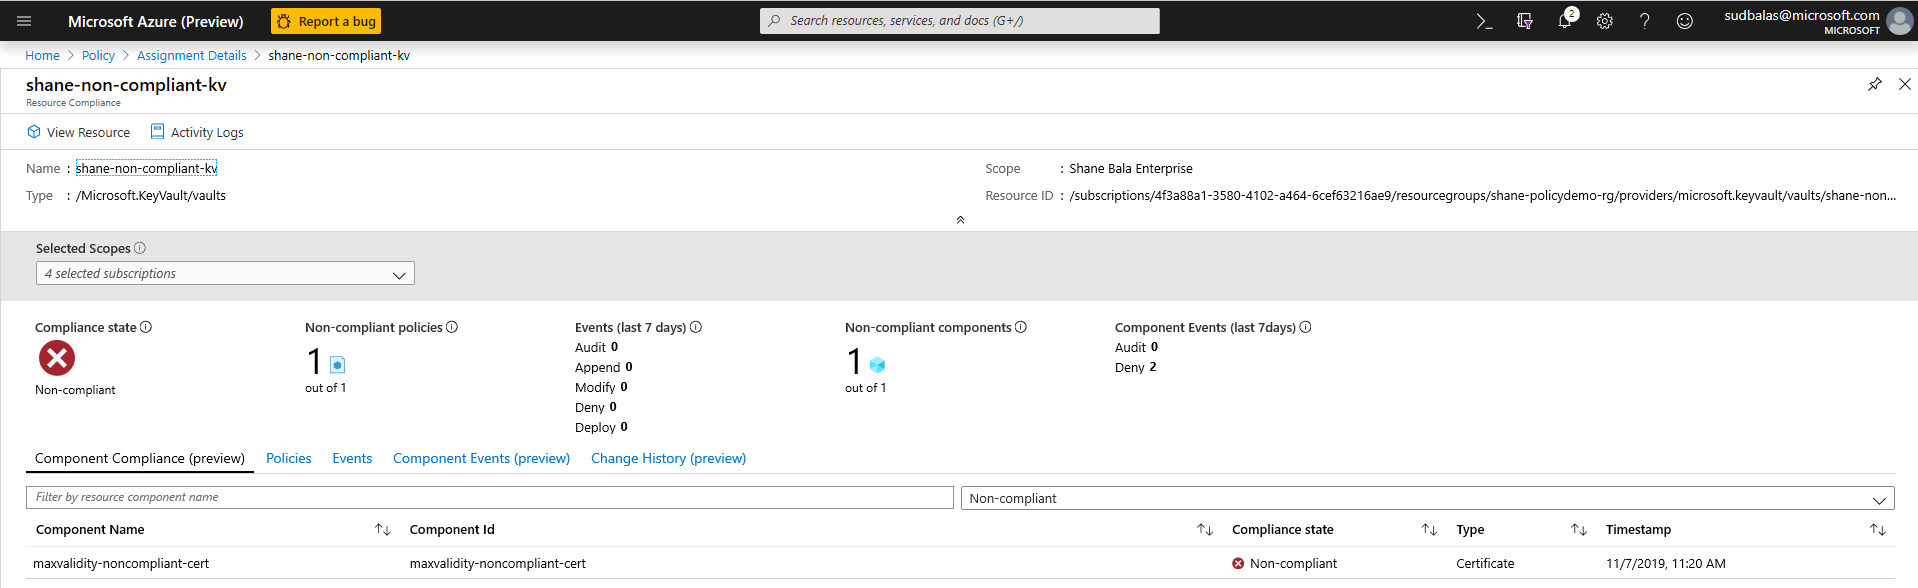 Microsoft Azure (Preview)
Report a bug
Search resources, services, and docs (G+/)
2
sudbalas@microsoft.com
MICROSOFT
Home > Policy > Assignment Details > shane-non-compliant-kv
shane-non-compliant-kv
Resource Compliance
View Resource
Activity Logs
Name : shane-non-compliant-kv
Type : /Microsoft.KeyVault/vaults
Scope : Shane Bala Enterprise
Resource ID : /subscriptions/4f3a88a1-3580-4102-a464-6cef63216ae9/resourcegroups/shane-policydemo-rg/providers/microsoft.keyvault/vaults/shane-non...
Selected Scopes
4 selected subscriptions
Compliance state
Non-compliant
Non-compliant policies
1
out of 1
Events (last 7 days)
Audit 0
Append 0
Modify 0
Deny 0
Deploy 0
Non-compliant components
1
out of 1
Component Events (last 7days)
Audit 0
Deny 2
Component Compliance (preview) Policies Events Component Events (preview) Change History (preview)
Filter by resource component name
Non-compliant
Component Name Component Id Compliance state Type Timestamp
maxvalidity-noncompliant-cert maxvalidity-noncompliant-cert Non-compliant Certificate 11/7/2019, 11:20 AM